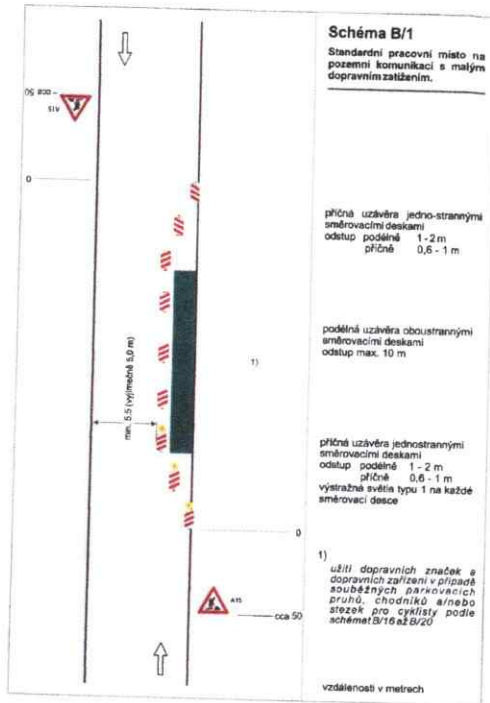 Schéma B/1
Standardní pracovní místo na
pozemní komunikaci s malým
dopravním zatížením.
cca 50
A15
0
příčná uzávěra jedno-strannými
směrovacími deskami
odstup podélně 1 - 2 m
příčně 0,6 - 1 m
podélná uzávěra oboustrannými
směrovacími deskami
odstup max. 10 m
1)
min. 5,5 (vyjímečně 5,0 m)
příčná uzávěra jednostrannými
směrovacími deskami
odstup podélně 1 - 2 m
příčně 0,6 - 1 m
výstražná světla typu 1 na každé
směrovací desce
0
A15
cca 50
1)
užití dopravních značek a
dopravních zařízení v případě
souběžných parkovacích
pruhů, chodníků a/nebo
stezek pro cyklisty podle
schémat B/16 až B/20
vzdálenosti v metrech